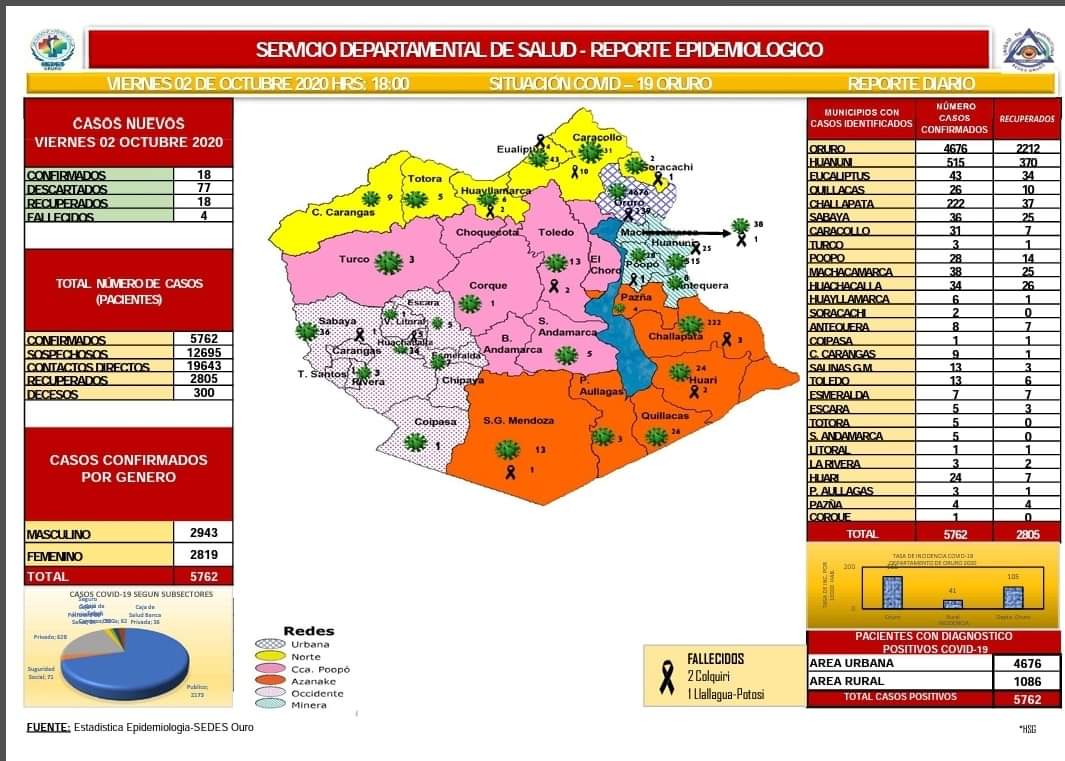 SERVICIO DEPARTAMENTAL DE SALUD - REPORTE EPIDEMIOLOGICO
VIERNES 02 DE OCTUBRE 2020 HRS: 18:00 SITUACIÓN COVID – 19 ORURO REPORTE DIARIO
CASOS NUEVOS
VIERNES 02 OCTUBRE 2020
CONFIRMADOS 18
DESCARTADOS 77
RECUPERADOS 18
FALLECIDOS 4
TOTAL NÚMERO DE CASOS
(PACIENTES)
CONFIRMADOS 5762
SOSPECHOSOS 12695
CONTACTOS DIRECTOS 19643
RECUPERADOS 2805
DECESOS 300
CASOS CONFIRMADOS
POR GENERO
MASCULINO 2943
FEMENINO 2819
TOTAL 5762
CASOS COVID-19 SEGUN SUBSECTORES
Caja de
Salud Banca
Privada; 36
Privado; 828
Suguridad
Social; 71
Publico;
Caracollo
31
Eualiptus
43
10
2
Soracachi
1
Totora
5
Huayllamarca
6
2
C. Carangas
9
4676
Oruro
239
Choquecota
Toledo
13
2
Machacamarca
38
1
Huanuni
25
515
Poopó
28
1
Antequera
El
Choro
Turco
3
Corque
1
Pazña
4
Escara
Sabaya
36
1
V. Litoral
5
Huachacalla
34
Carangas
Esmeralda
7
T. Santos
Rivera
3
Chipaya
S.
Andamarca
5
B.
Andamarca
Challapata
222
3
24
Huari
2
P.
Aullagas
3
Quillacas
26
Coipasa
1
S.G. Mendoza
13
1
Redes
Urbana
Norte
Cca. Poopó
Azanake
Occidente
Minera
FALLECIDOS
2 Colquiri
1 Llallagua-Potosi
MUNICIPIOS CON CASOS IDENTIFICADOS NÚMERO CASOS CONFIRMADOS RECUPERADOS
ORURO 4676 2212
HUANUNI 515 370
EUCALIPTUS 43 34
QUILLACAS 26 10
CHALLAPATA 222 37
SABAYA 36 25
CARACOLLO 31 7
TURCO 3 1
POOPO 28 14
MACHACAMARCA 38 25
HUACHACALLA 34 26
HUAYLLAMARCA 6 1
SORACACHI 2 0
ANTEQUERA 8 7
COIPASA 1 1
C. CARANGAS 9 1
SALINAS G.M. 13 3
TOLEDO 13 6
ESMERALDA 7 7
ESCARA 5 3
TOTORA 5 0
S. ANDAMARCA 5 0
LITORAL 1 1
LA RIVERA 3 2
HUARI 24 7
P. AULLAGAS 3 1
PAZÑA 4 4
CORQUE 1 0
TOTAL 5762 2805
TASA DE INCIDENCIA COVID-19
DEPARTAMENTO DE ORURO 2020
TASA DE INC. POR
10000 HAB.
200
0
41
105
Oruro Rural Depto. Oruro
INCIDENCIA
PACIENTES CON DIAGNOSTICO
POSITIVOS COVID-19
AREA URBANA 4676
AREA RURAL 1086
TOTAL CASOS POSITIVOS 5762
FUENTE: Estadistica Epidemiologia-SEDES Ouro
*HSG